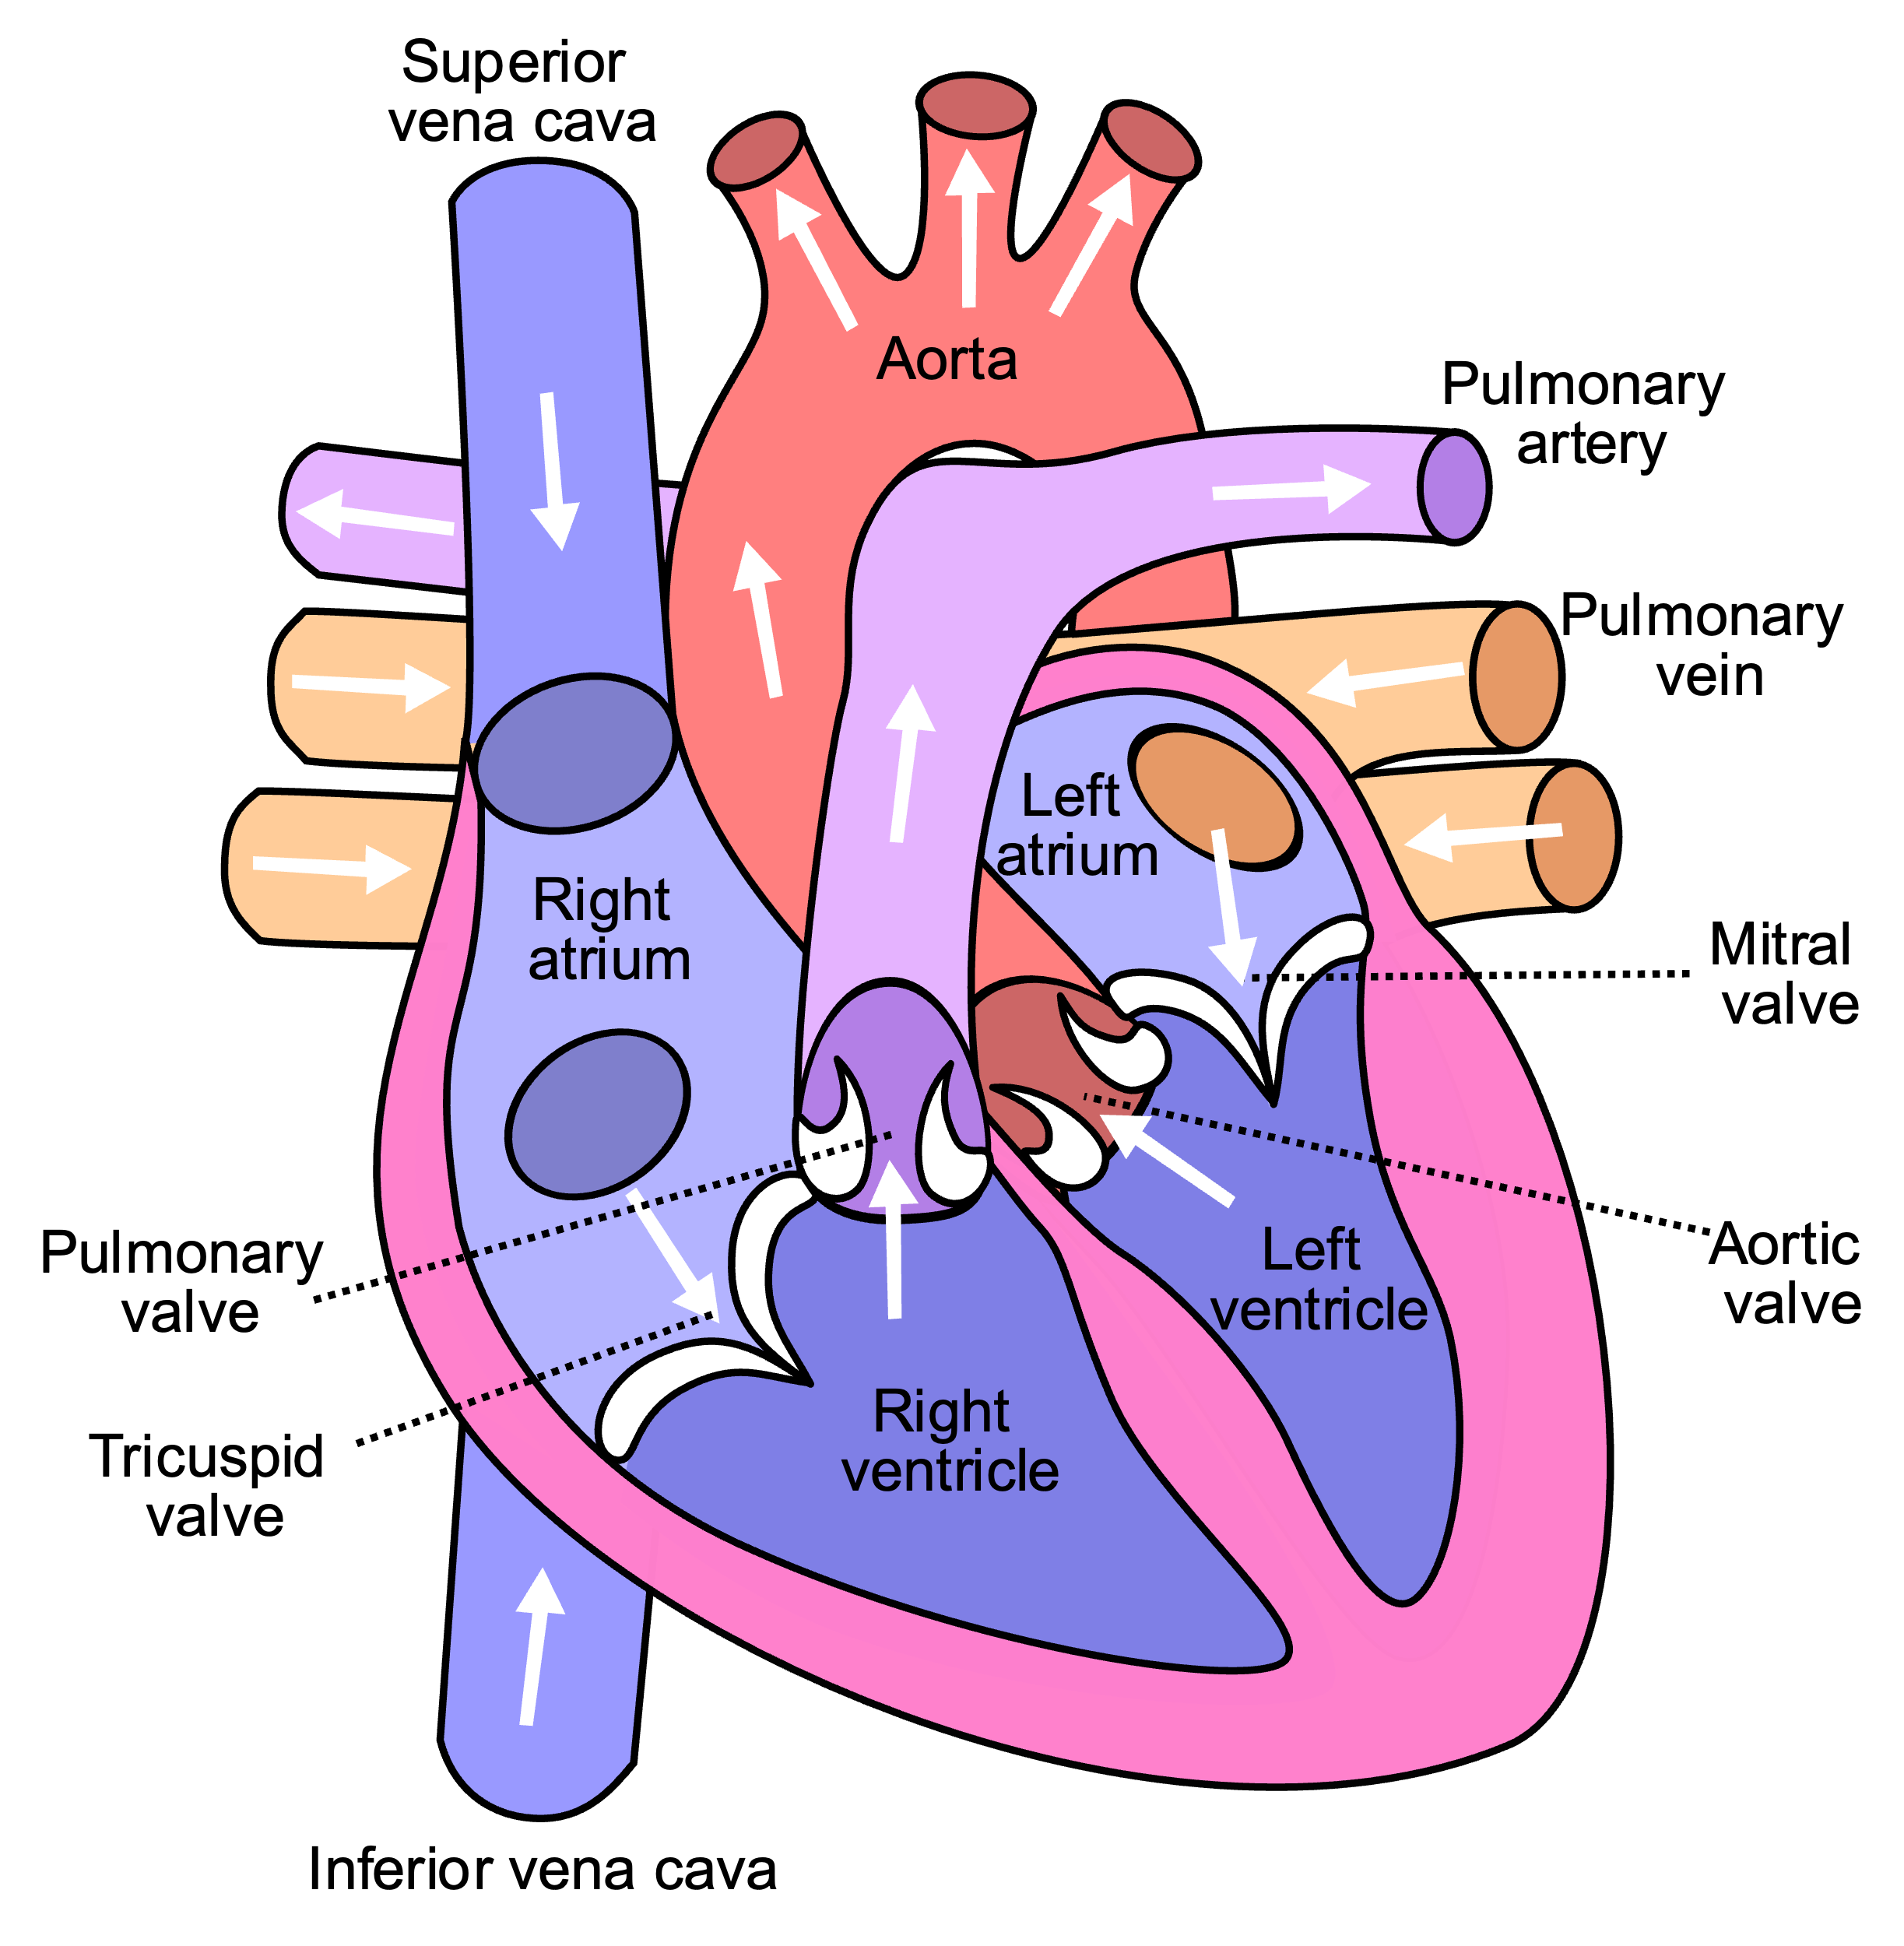 Superior
vena cava
Aorta
Pulmonary
artery
Pulmonary
vein
Left
atrium
Right
atrium
Mitral
valve
Pulmonary
valve
Aortic
valve
Left
ventricle
Tricuspid
valve
Right
ventricle
Inferior vena cava